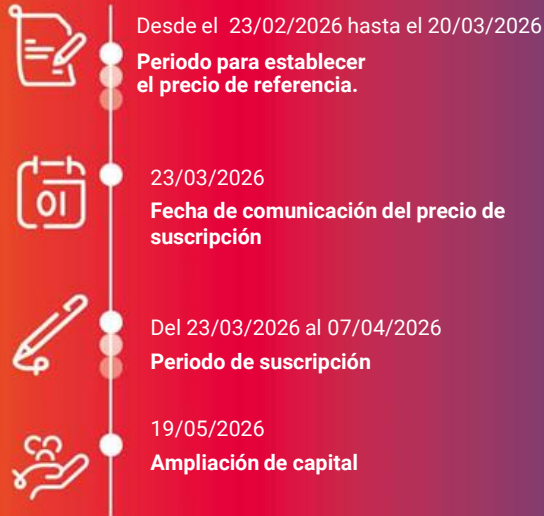 Desde el 23/02/2026 hasta el 20/03/2026
Periodo para establecer
el precio de referencia.
01
23/03/2026
Fecha de comunicación del precio de
suscripción
Del 23/03/2026 al 07/04/2026
Periodo de suscripción
19/05/2026
Ampliación de capital